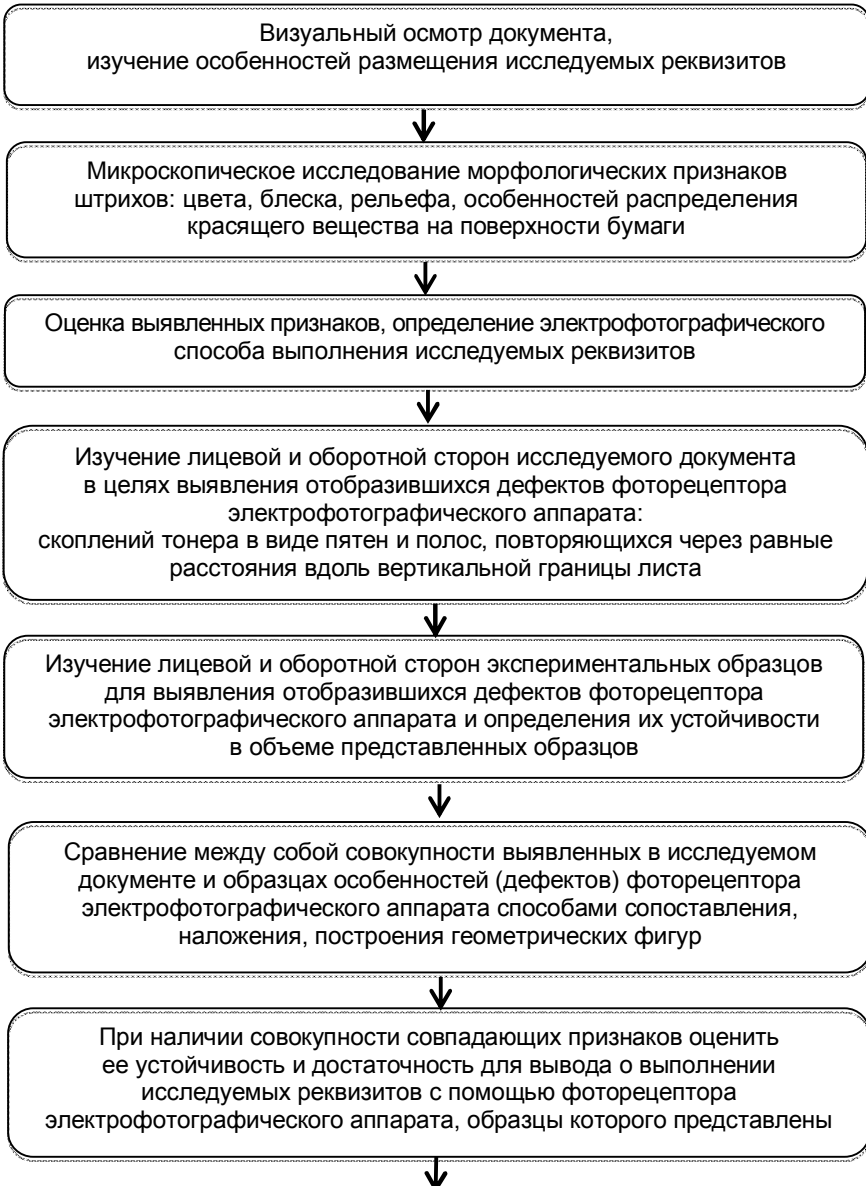 Визуальный осмотр документа,
изучение особенностей размещения исследуемых реквизитов
Микроскопическое исследование морфологических признаков
штрихов: цвета, блеска, рельефа, особенностей распределения
красящего вещества на поверхности бумаги
Оценка выявленных признаков, определение электрофотографического
способа выполнения исследуемых реквизитов
Изучение лицевой и оборотной сторон исследуемого документа
в целях выявления отобразившихся дефектов фоторецептора
электрофотографического аппарата:
скоплений тонера в виде пятен и полос, повторяющихся через равные
расстояния вдоль вертикальной границы листа
Изучение лицевой и оборотной сторон экспериментальных образцов
для выявления отобразившихся дефектов фоторецептора
электрофотографического аппарата и определения их устойчивости
в объеме представленных образцов
Сравнение между собой совокупности выявленных в исследуемом
документе и образцах особенностей (дефектов) фоторецептора
электрофотографического аппарата способами сопоставления,
наложения, построения геометрических фигур
При наличии совокупности совпадающих признаков оценить
ее устойчивость и достаточность для вывода о выполнении
исследуемых реквизитов с помощью фоторецептора
электрофотографического аппарата, образцы которого представлены